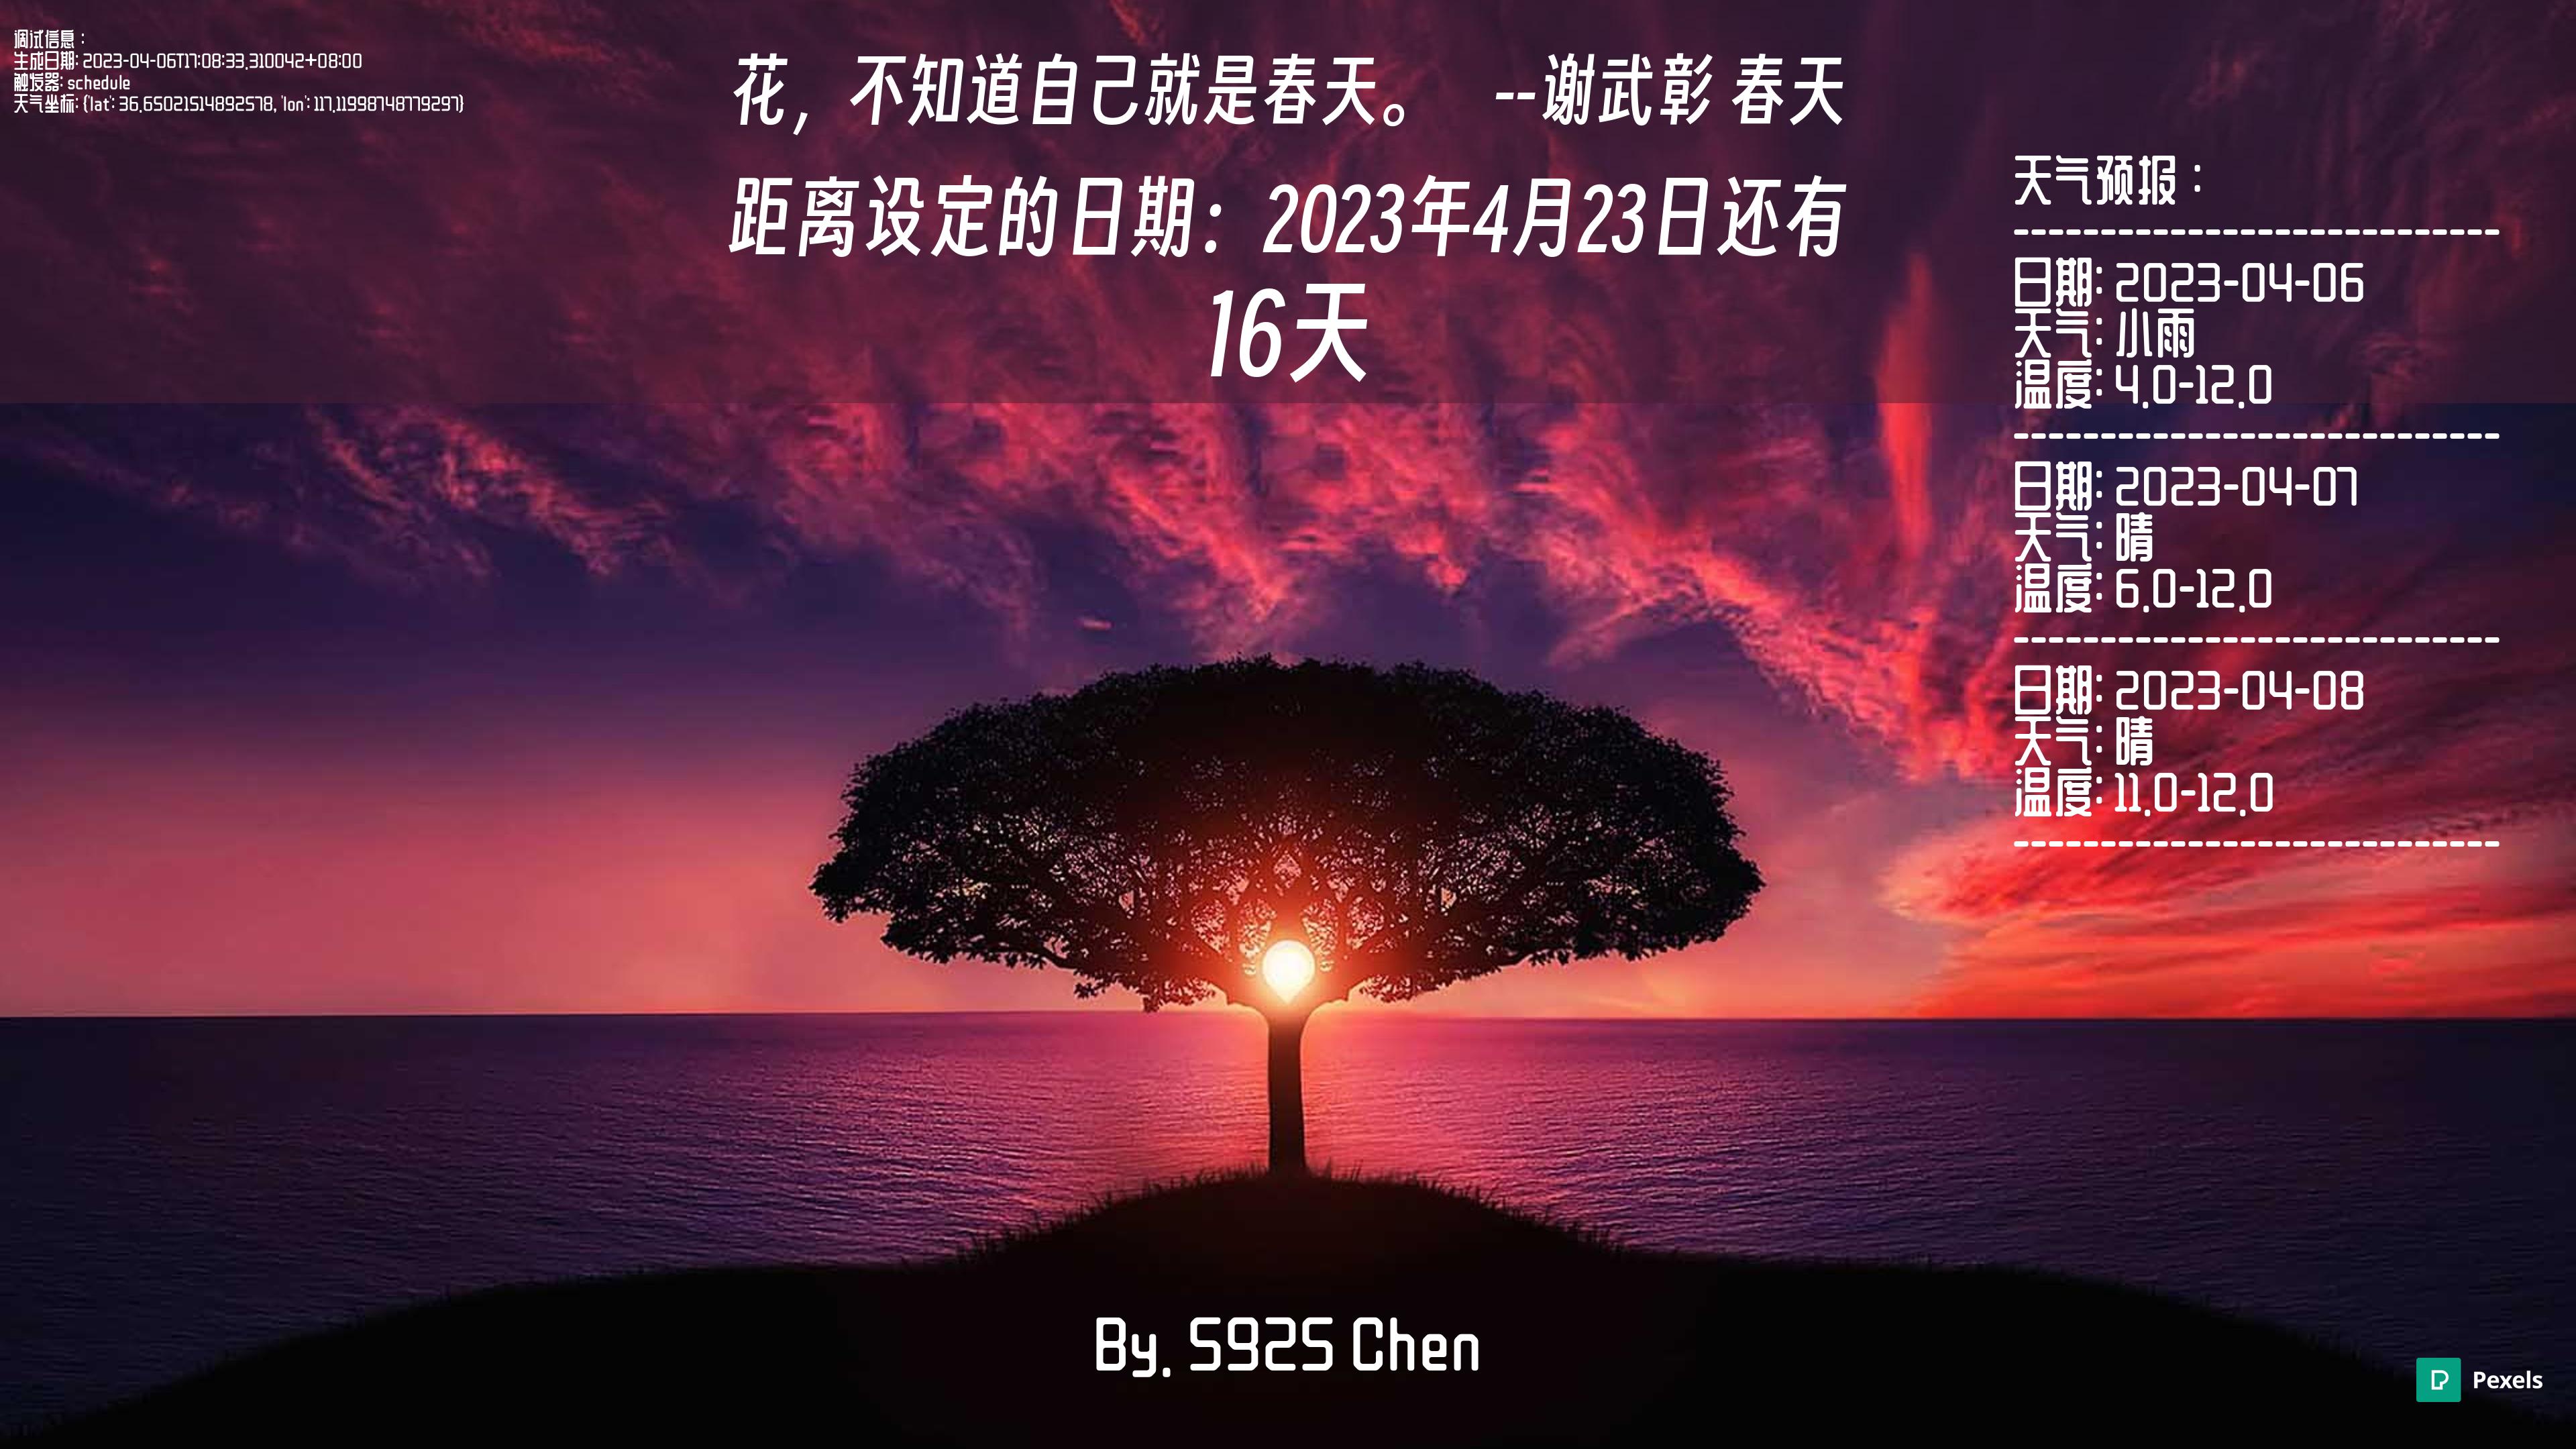 调试信息：
生成日期: 2023-04-06T17:08:33.310042+08:00
触发器: schedule
天气坐标: {'lat': 36.65021514892578, 'lon': 117.11998748779297}
花，不知道自己就是春天。 --谢武彰 春天
距离设定的日期：2023年4月23日还有
16天
天气预报：
----------------------------
日期: 2023-04-06
天气: 小雨
温度: 4.0-12.0
----------------------------
日期: 2023-04-07
天气: 晴
温度: 6.0-12.0
----------------------------
日期: 2023-04-08
天气: 晴
温度: 11.0-12.0
----------------------------
By. 5925 Chen
Pexels